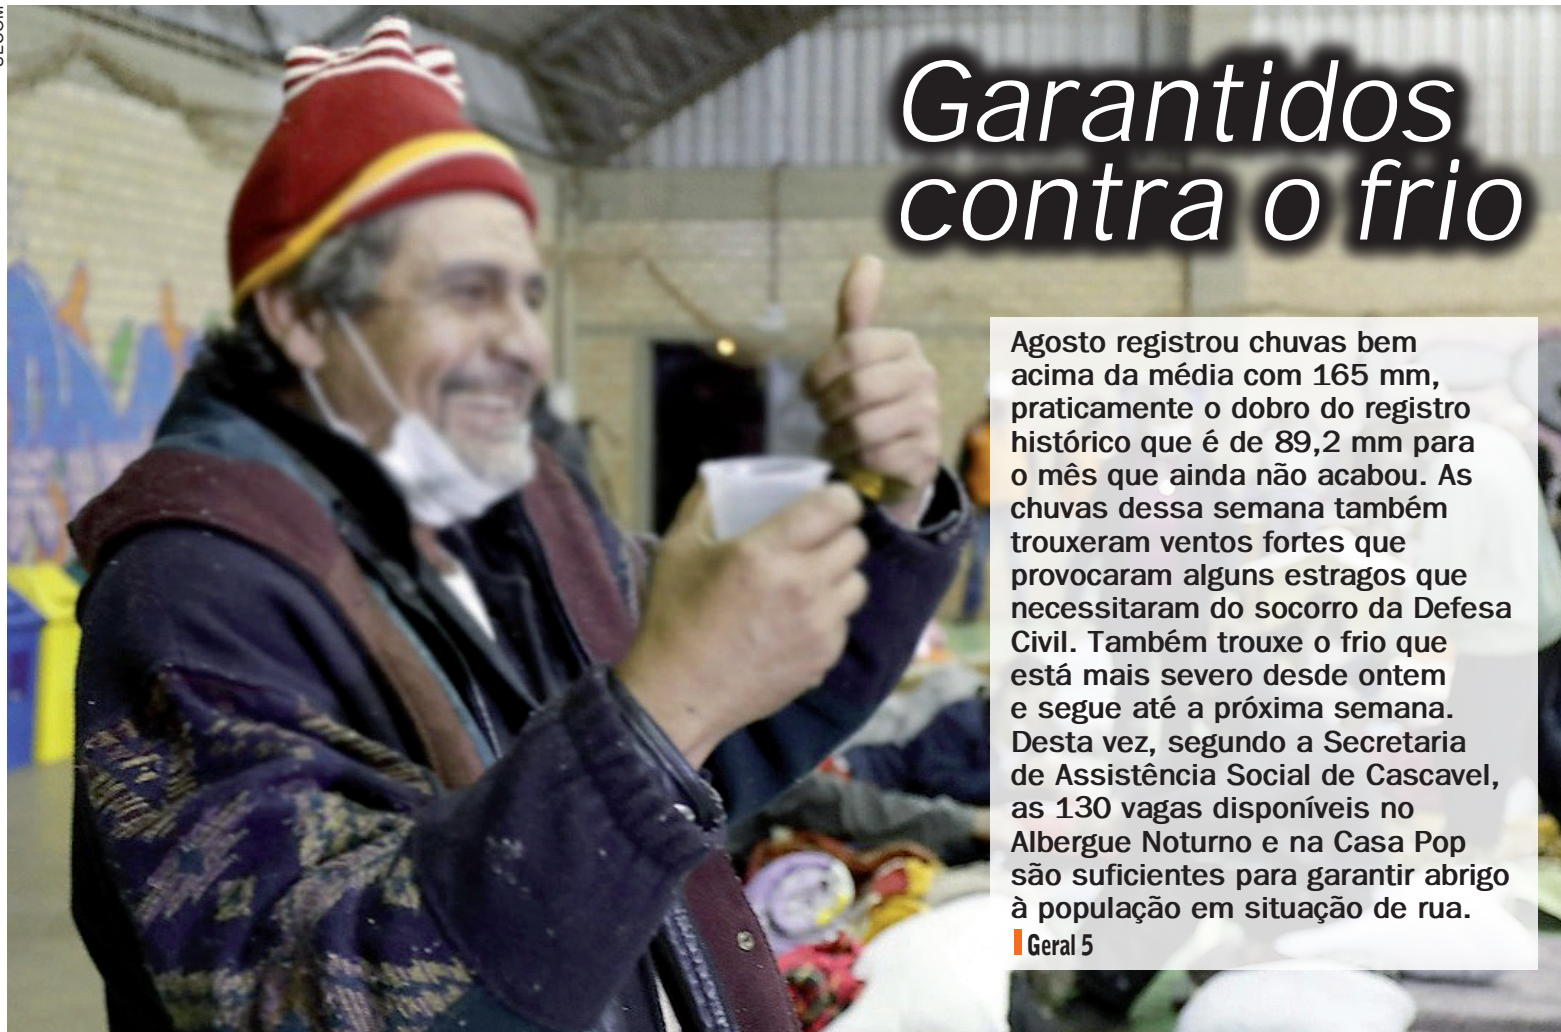 SECOM
Garantidos
contra o frio
Agosto registrou chuvas bem
acima da média com 165 mm,
praticamente o dobro do registro
histórico que é de 89,2 mm para
o mês que ainda não acabou. As
chuvas dessa semana também
trouxeram ventos fortes que
provocaram alguns estragos que
necessitaram do socorro da Defesa
Civil. Também trouxe o frio que
está mais severo desde ontem
e segue até a próxima semana.
Desta vez, segundo a Secretaria
de Assistência Social de Cascavel,
as 130 vagas disponíveis no
Albergue Noturno e na Casa Pop
são suficientes para garantir abrigo
à população em situação de rua.
Geral 5